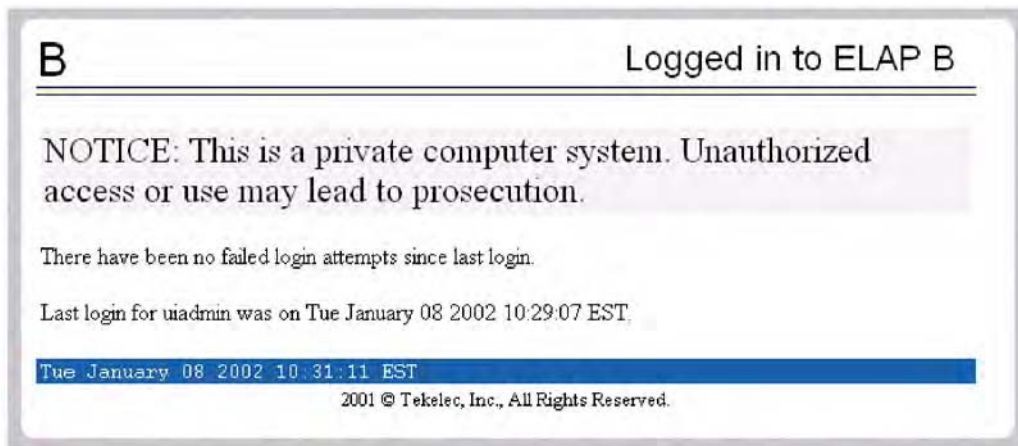 B
Logged in to ELAP B
NOTICE: This is a private computer system. Unauthorized
access or use may lead to prosecution.
There have been no failed login attempts since last login.
Last login for uiadmin was on Tue January 08 2002 10:29:07 EST.
Tue January 08 2002 10:31:11 EST
2001 © Tekelec, Inc., All Rights Reserved.